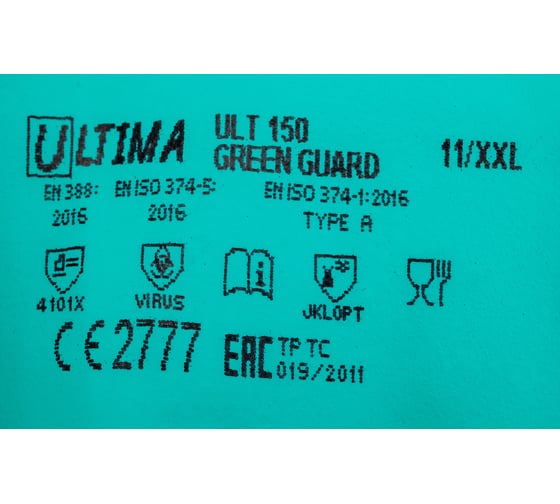 ULTIMA
ULT 150
GREEN GUARD
11/XXL
EN 388:
2016
EN ISO 374-5:
2016
EN ISO 374-1:2016
TYPE A
4101X
VIRUS
i
JKLOPT
CE 2777
EAC
TP TC
019/2011